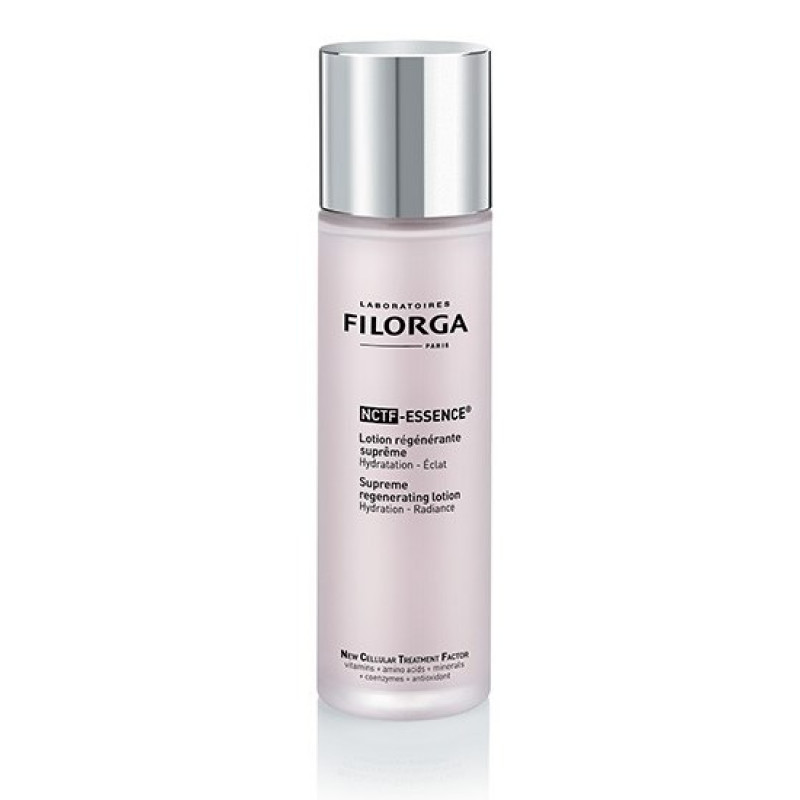 LABORATOIRES
FILORGA
PARIS
NCTF-ESSENCE®
Lotion régénérante
suprême
Hydratation - Éclat
Supreme
regenerating lotion
Hydration - Radiance
NEW CELLULAR TREATMENT FACTOR
vitamins + amino acids + minerals
+ coenzymes + antioxidant